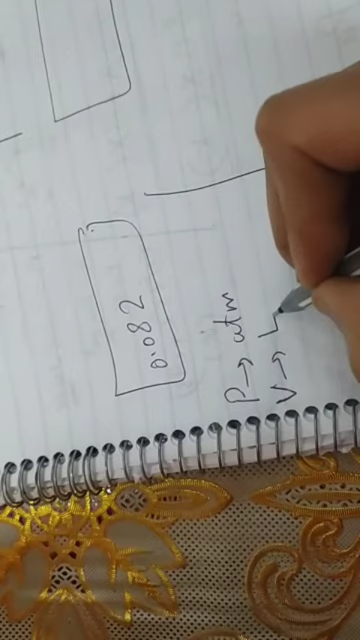 0.082
P → atm
V → L